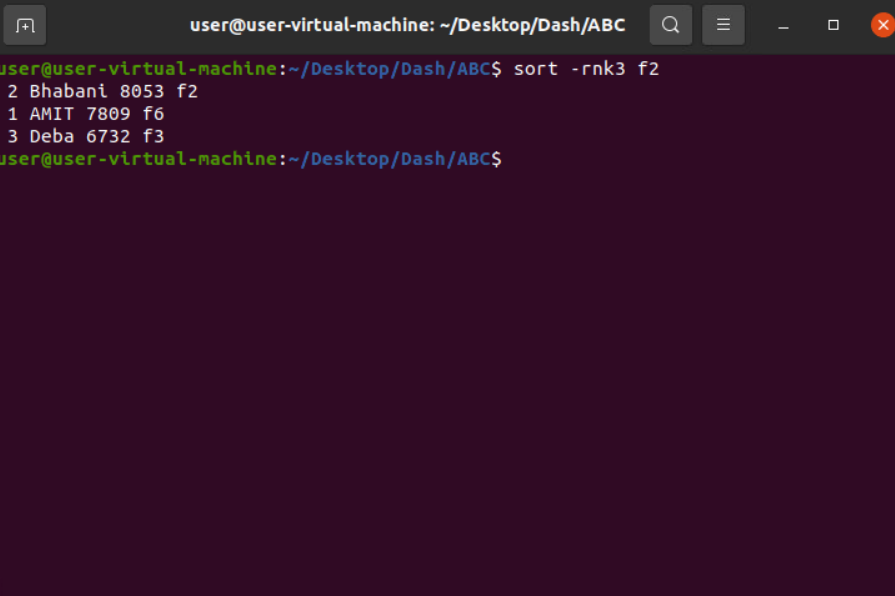 user@user-virtual-machine: ~/Desktop/Dash/ABC
user@user-virtual-machine:~/Desktop/Dash/ABC$ sort -rnk3 f2
2 Bhabani 8053 f2
1 AMIT 7809 f6
3 Deba 6732 f3
user@user-virtual-machine:~/Desktop/Dash/ABC$